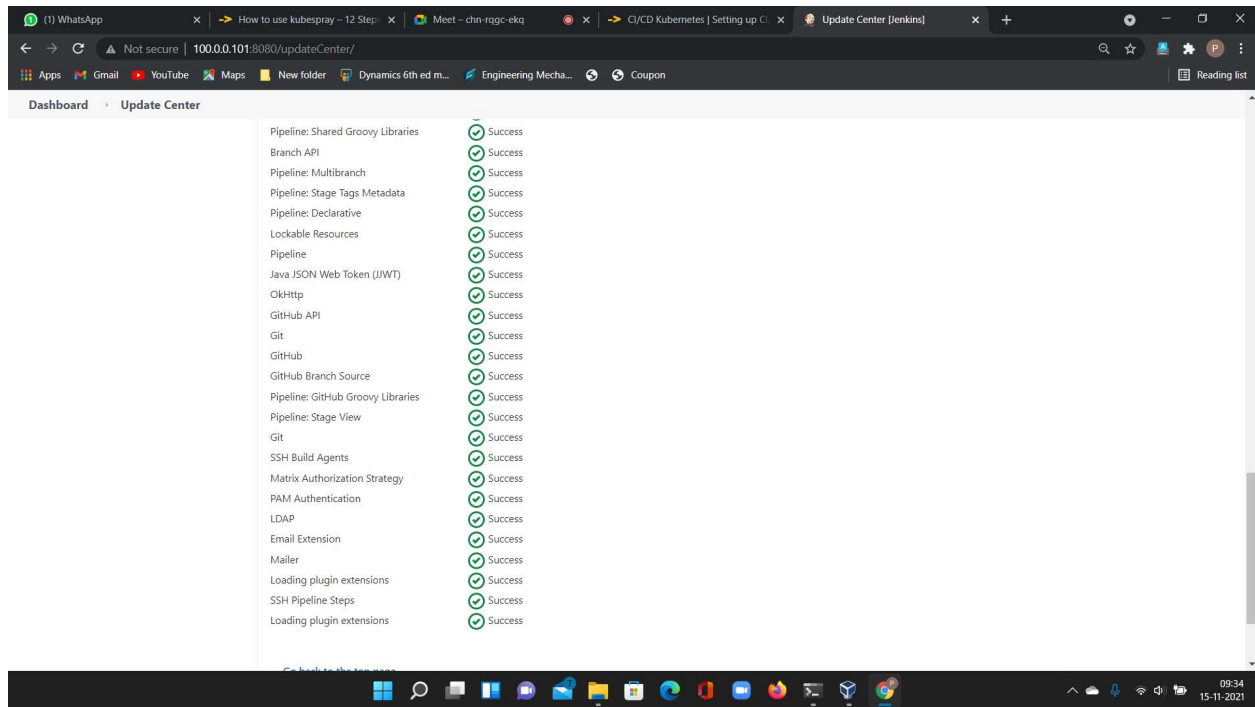 (1) WhatsApp
How to use kubespray – 12 Steps
Meet – chn-rqgc-ekq
CI/CD Kubernetes | Setting up CI
Update Center [Jenkins]
Not secure | 100.0.0.101:8080/updateCenter/
P
Apps
Gmail
YouTube
Maps
New folder
Dynamics 6th ed m...
Engineering Mecha...
Coupon
Reading list
Dashboard
Update Center
Pipeline: Shared Groovy Libraries Success
Branch API Success
Pipeline: Multibranch Success
Pipeline: Stage Tags Metadata Success
Pipeline: Declarative Success
Lockable Resources Success
Pipeline Success
Java JSON Web Token (JJWT) Success
OkHttp Success
GitHub API Success
Git Success
GitHub Success
GitHub Branch Source Success
Pipeline: GitHub Groovy Libraries Success
Pipeline: Stage View Success
Git Success
SSH Build Agents Success
Matrix Authorization Strategy Success
PAM Authentication Success
LDAP Success
Email Extension Success
Mailer Success
Loading plugin extensions Success
SSH Pipeline Steps Success
Loading plugin extensions Success
Go back to the top page
09:34
15-11-2021